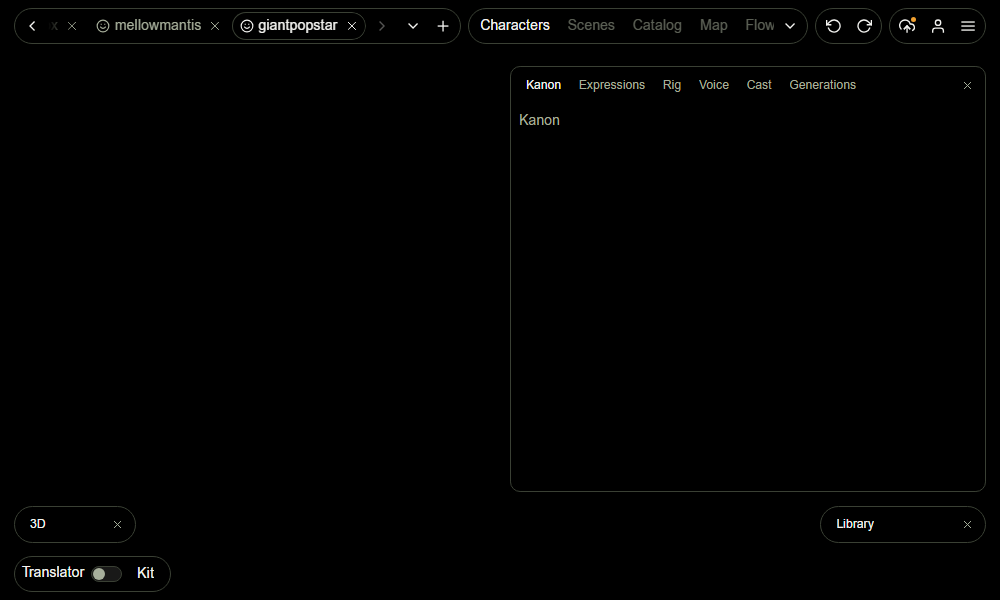 mellowmantis giantpopstar Characters Scenes Catalog Map Flow
Kanon Expressions Rig Voice Cast Generations
Kanon
3D Library
Translator Kit